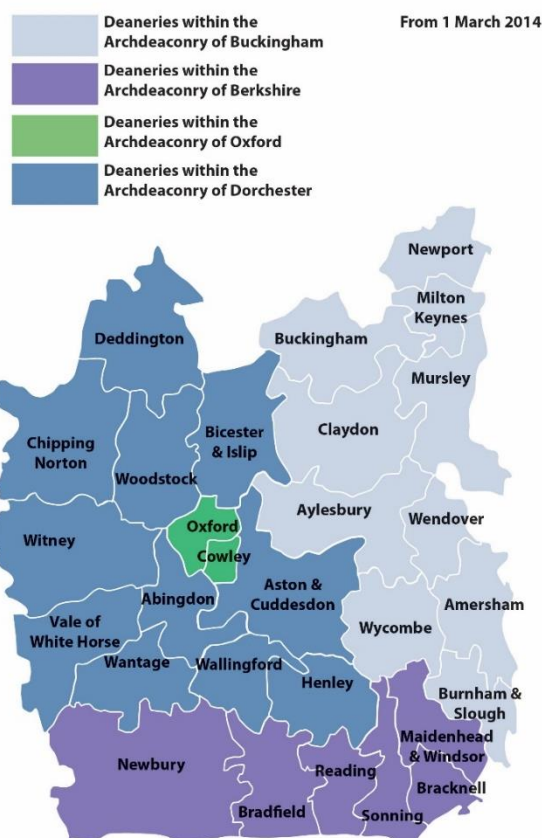 Deaneries within the
Archdeaconry of Buckingham
From 1 March 2014
Deaneries within the
Archdeaconry of Berkshire
Deaneries within the
Archdeaconry of Oxford
Deaneries within the
Archdeaconry of Dorchester
Newport
Milton
Keynes
Deddington
Buckingham
Mursley
Chipping
Norton
Bicester
& Islip
Claydon
Woodstock
Aylesbury
Wendover
Oxford
Witney
Cowley
Aston &
Cuddesdon
Abingdon
Amersham
Vale of
White Horse
Wycombe
Wantage
Wallingford
Henley
Burnham &
Slough
Maidenhead
& Windsor
Newbury
Reading
Bracknell
Bradfield
Sonning